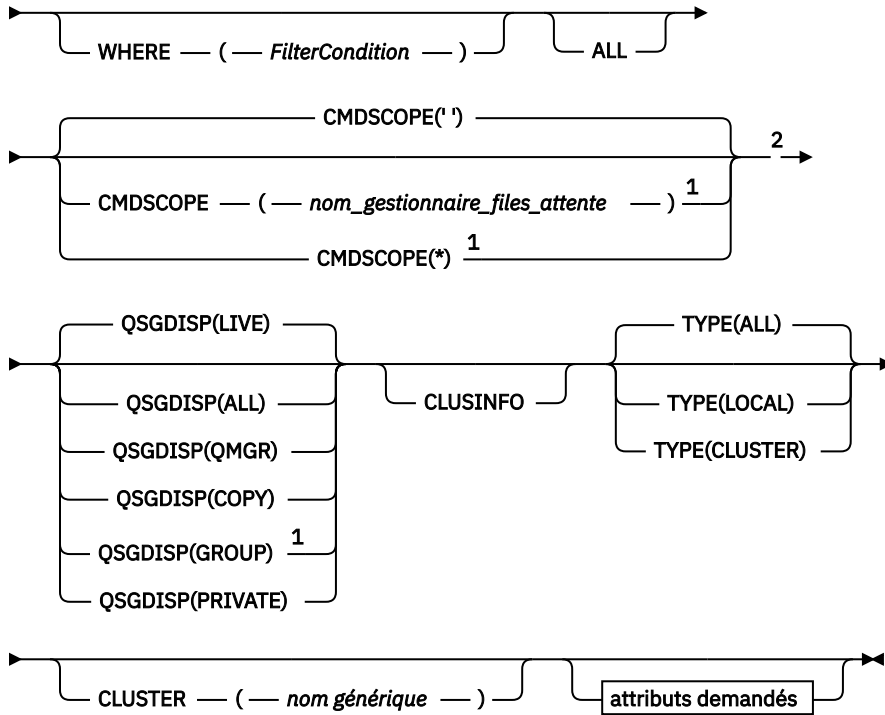 WHERE ( FilterCondition ) ALL
CMDSCOPE(' ')
2
CMDSCOPE ( nom_gestionnaire_files_attente ) 1
CMDSCOPE(*) 1
QSGDISP(LIVE) TYPE(ALL)
QSGDISP(ALL) CLUSINFO TYPE(LOCAL)
QSGDISP(QMGR) TYPE(CLUSTER)
QSGDISP(COPY)
QSGDISP(GROUP) 1
QSGDISP(PRIVATE)
CLUSTER ( nom générique ) attributs demandés